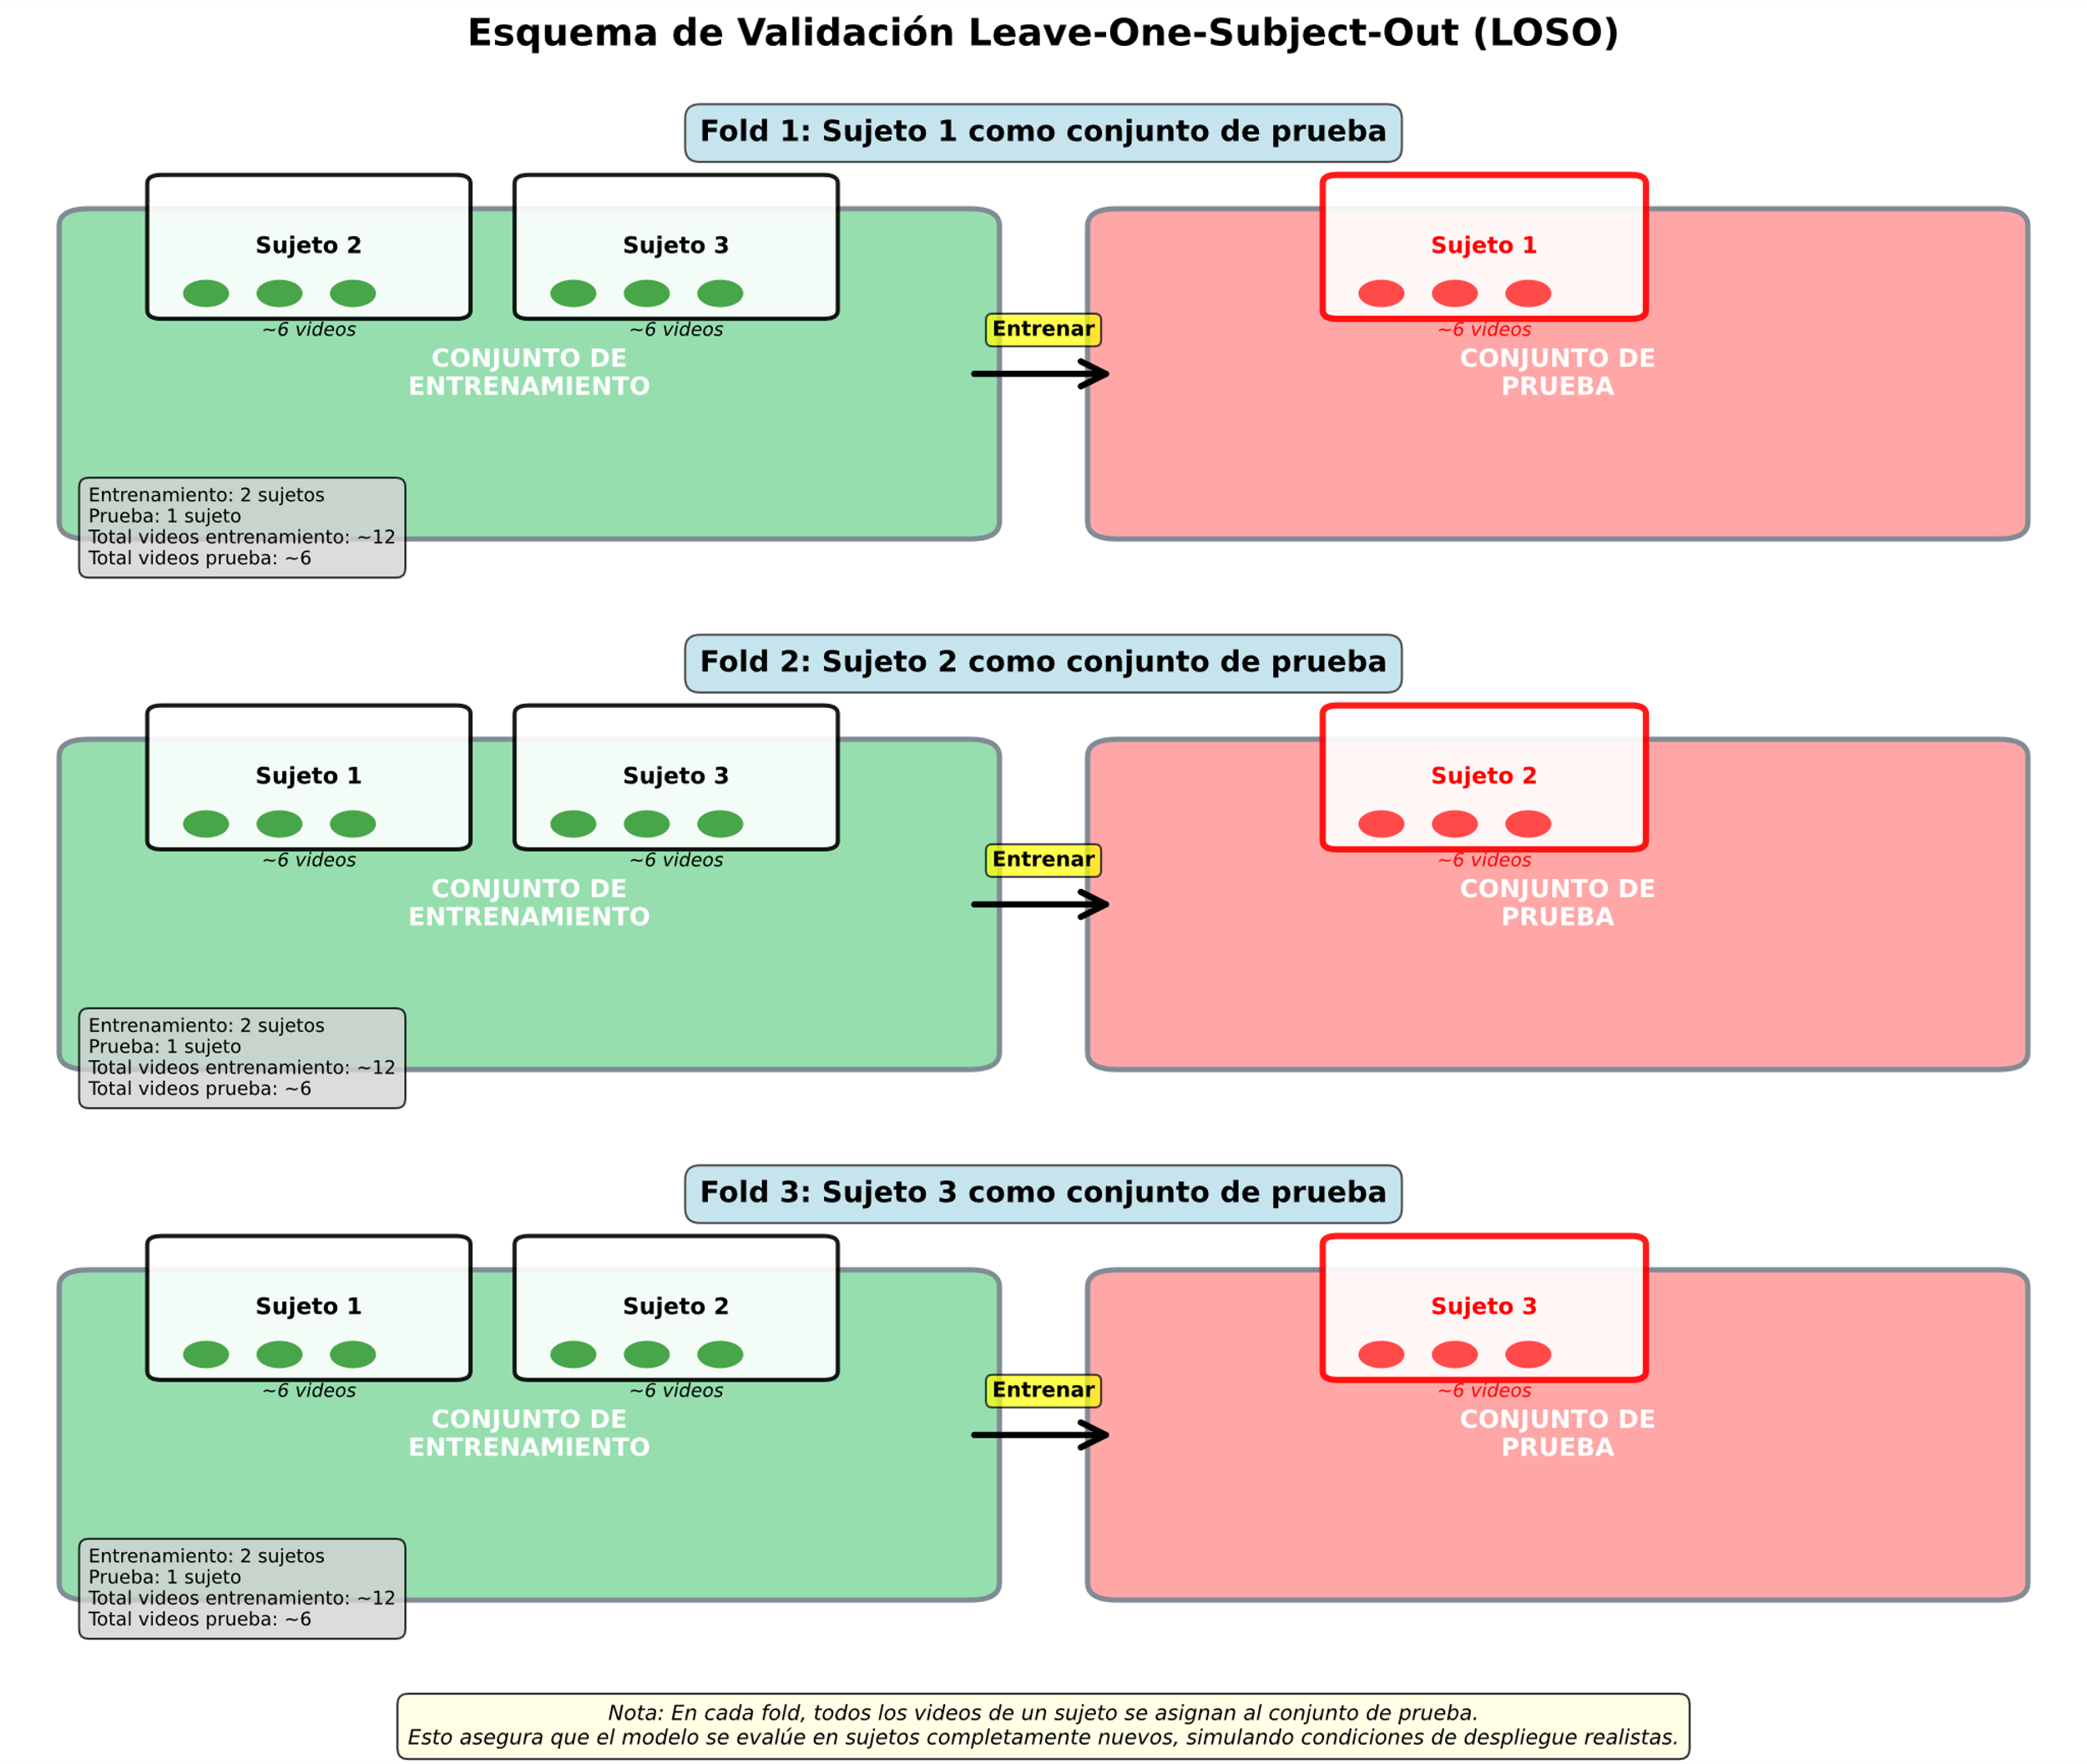 Esquema de Validación Leave-One-Subject-Out (LOSO)
Fold 1: Sujeto 1 como conjunto de prueba
Sujeto 2
~6 videos
Sujeto 3
~6 videos
CONJUNTO DE
ENTRENAMIENTO
Entrenar
Sujeto 1
~6 videos
CONJUNTO DE
PRUEBA
Entrenamiento: 2 sujetos
Prueba: 1 sujeto
Total videos entrenamiento: ~12
Total videos prueba: ~6
Fold 2: Sujeto 2 como conjunto de prueba
Sujeto 1
~6 videos
Sujeto 3
~6 videos
CONJUNTO DE
ENTRENAMIENTO
Entrenar
Sujeto 2
~6 videos
CONJUNTO DE
PRUEBA
Entrenamiento: 2 sujetos
Prueba: 1 sujeto
Total videos entrenamiento: ~12
Total videos prueba: ~6
Fold 3: Sujeto 3 como conjunto de prueba
Sujeto 1
~6 videos
Sujeto 2
~6 videos
CONJUNTO DE
ENTRENAMIENTO
Entrenar
Sujeto 3
~6 videos
CONJUNTO DE
PRUEBA
Entrenamiento: 2 sujetos
Prueba: 1 sujeto
Total videos entrenamiento: ~12
Total videos prueba: ~6
Nota: En cada fold, todos los videos de un sujeto se asignan al conjunto de prueba.
Esto asegura que el modelo se evalúe en sujetos completamente nuevos, simulando condiciones de despliegue realistas.